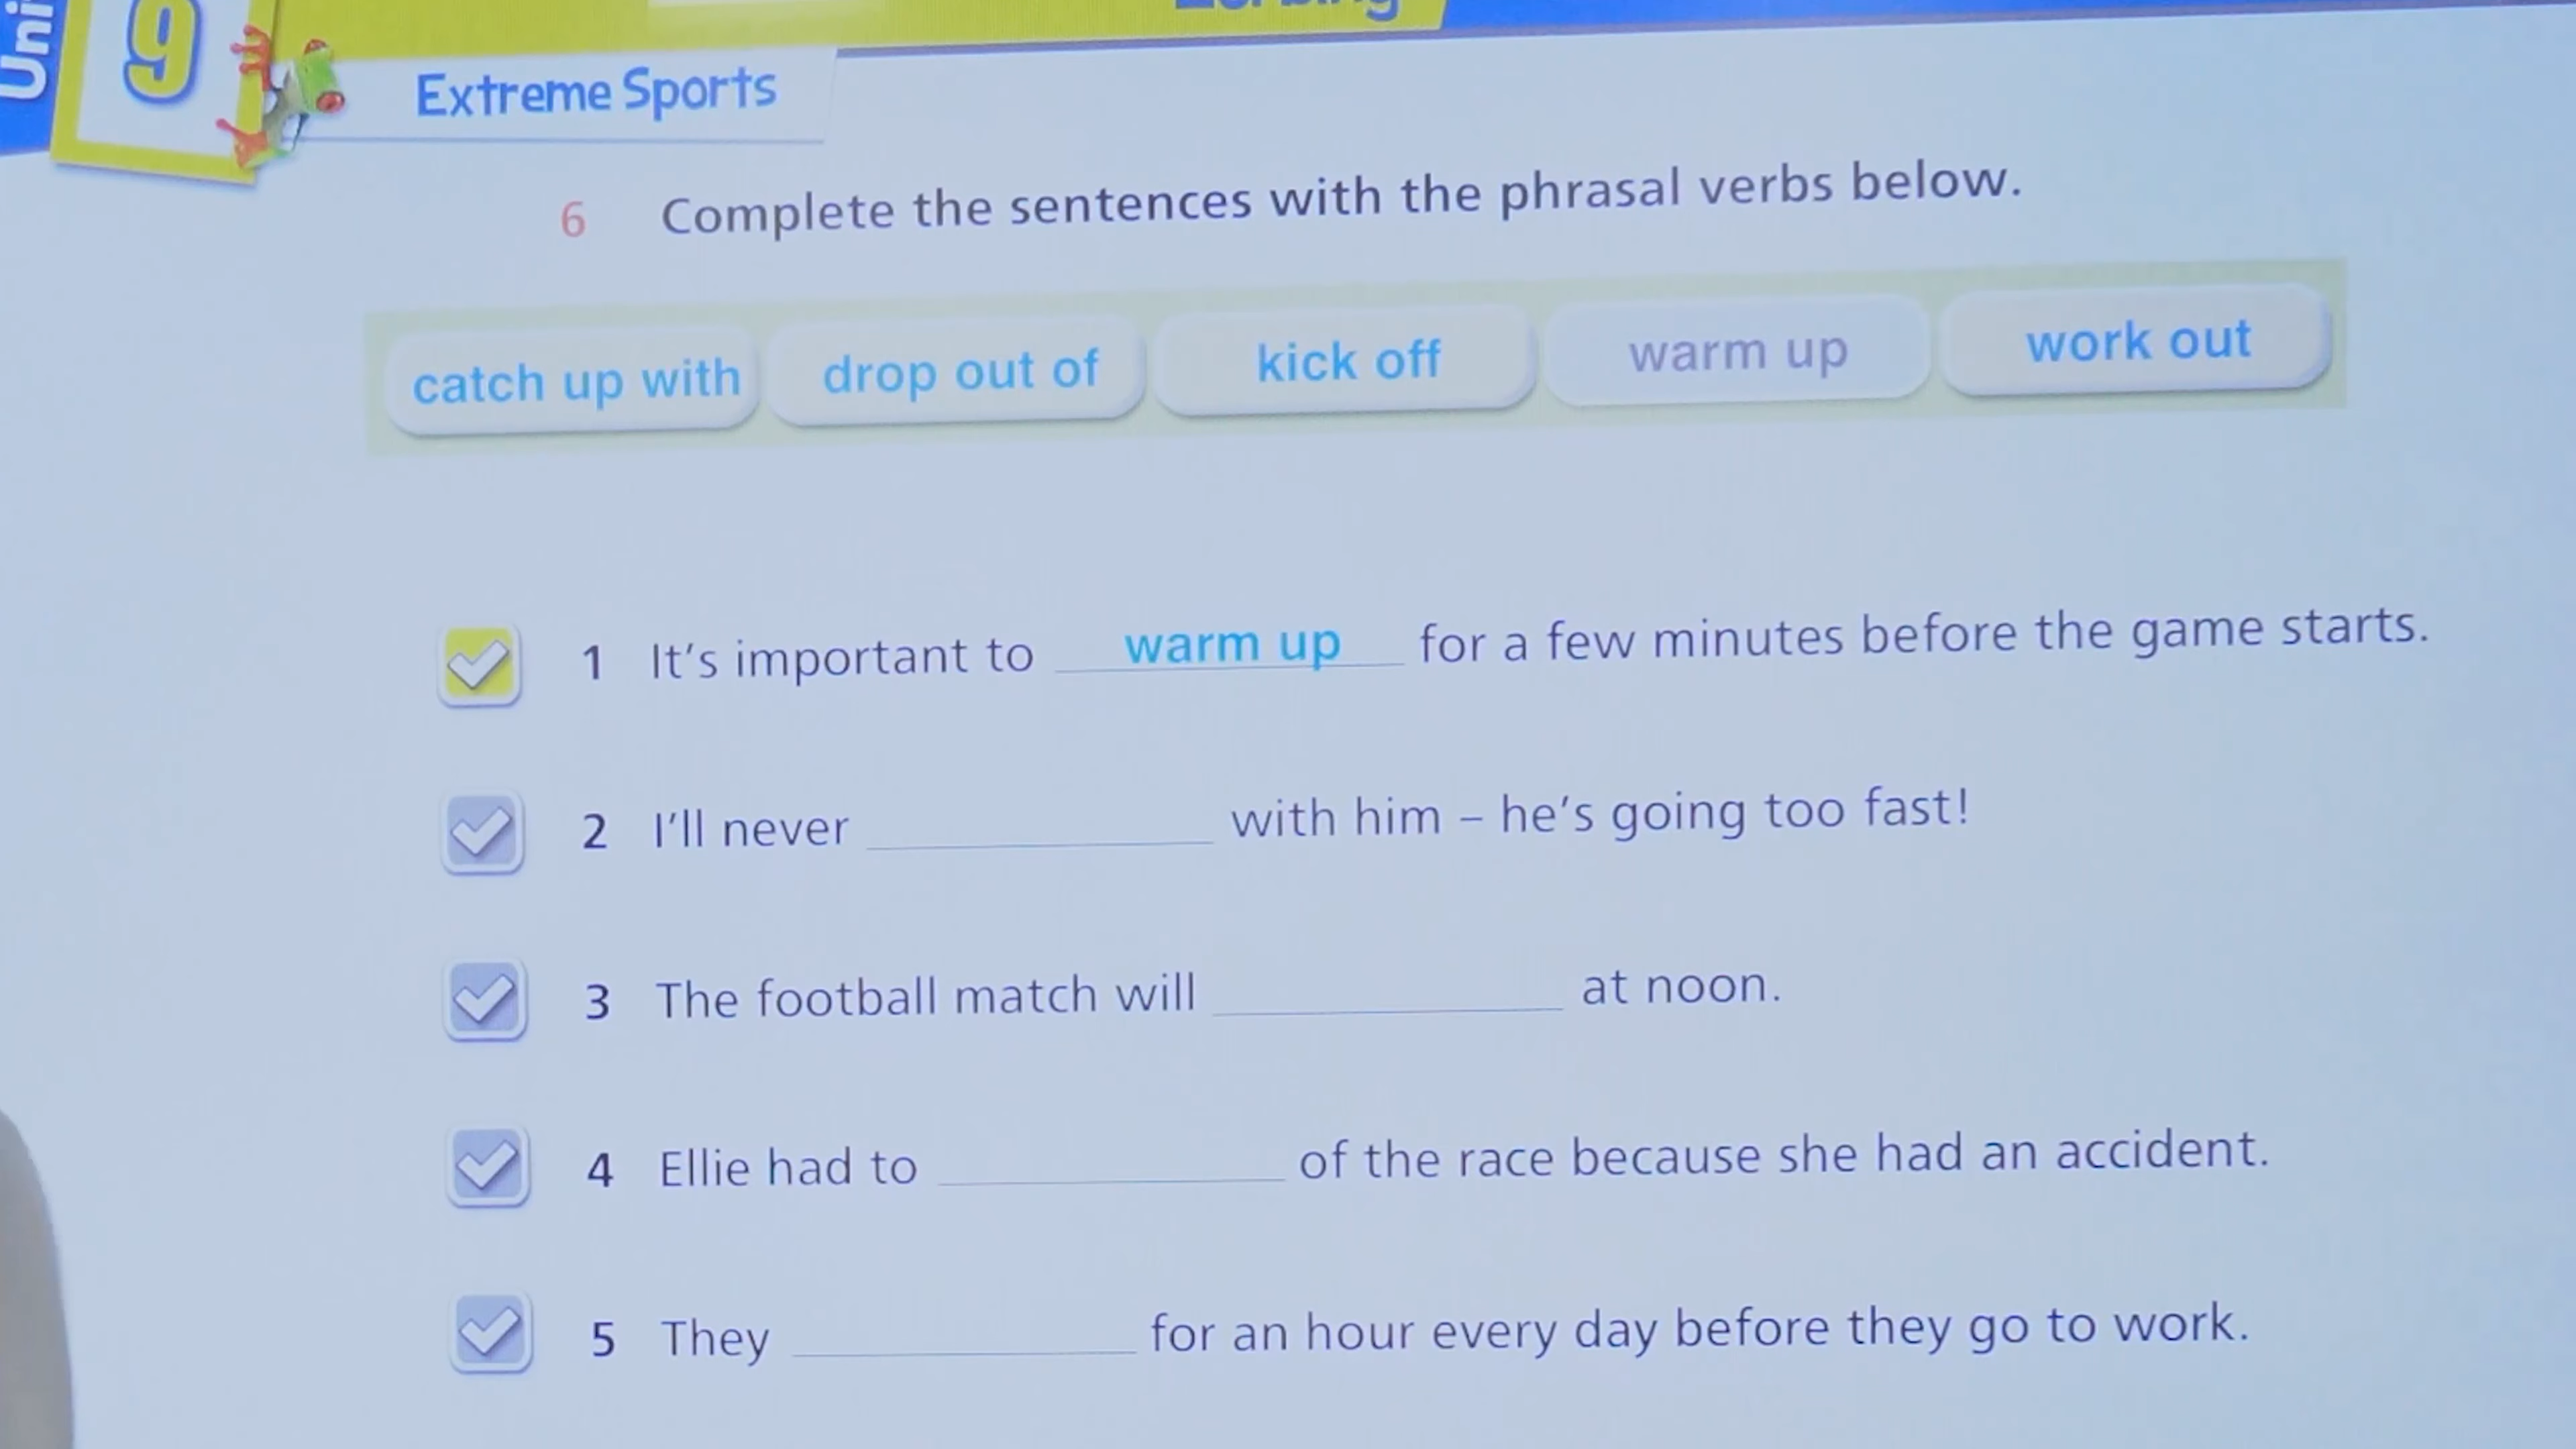 9
Extreme Sports
6 Complete the sentences with the phrasal verbs below.
catch up with drop out of kick off warm up work out
1 It's important to warm up for a few minutes before the game starts.
2 I'll never ____ with him – he's going too fast!
3 The football match will ____ at noon.
4 Ellie had to ____ of the race because she had an accident.
5 They ____ for an hour every day before they go to work.